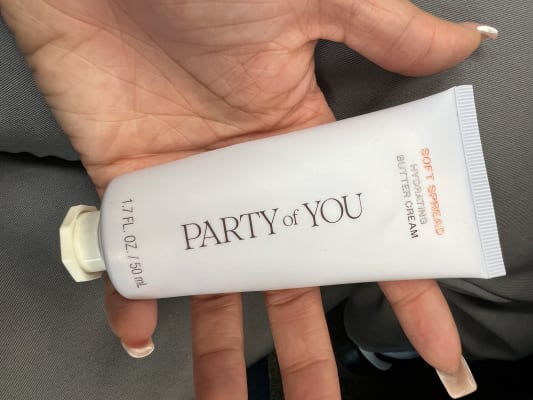 SOFT SPREAD
HYDRATING
BUTTER CREAM
PARTY of YOU
1.7 FL. OZ. / 50 mL